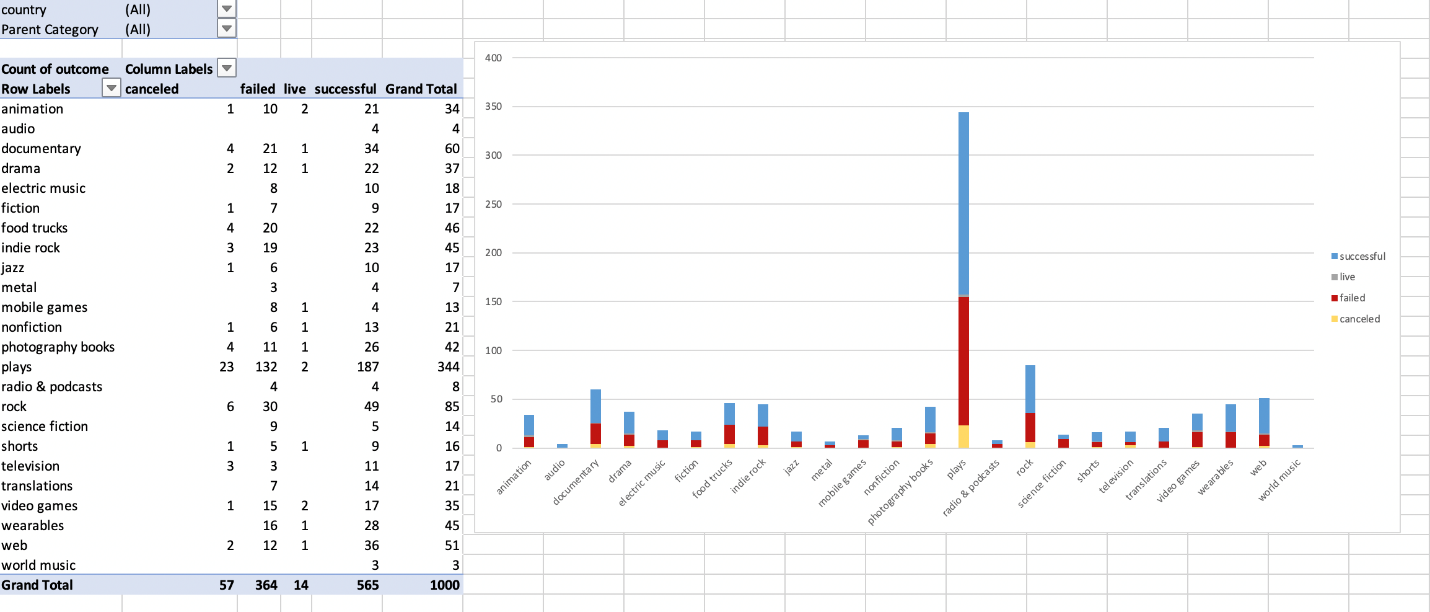 country (All)
Parent Category (All)
Count of outcome Column Labels
Row Labels canceled failed live successful Grand Total
animation 1 10 2 21 34
audio 4 4
documentary 4 21 1 34 60
drama 2 12 1 22 37
electric music 8 10 18
fiction 1 7 9 17
food trucks 4 20 22 46
indie rock 3 19 23 45
jazz 1 6 10 17
metal 3 4 7
mobile games 8 1 4 13
nonfiction 1 6 1 13 21
photography books 4 11 1 26 42
plays 23 132 2 187 344
radio & podcasts 4 4 8
rock 6 30 49 85
science fiction 9 5 14
shorts 1 5 1 9 16
television 3 3 11 17
translations 7 14 21
video games 1 15 2 17 35
wearables 16 1 28 45
web 2 12 1 36 51
world music 3 3
Grand Total 57 364 14 565 1000
400
350
300
250
200
150
100
50
0
animation
audio
documentary
drama
electric music
fiction
food trucks
indie rock
jazz
metal
mobile games
nonfiction
photography books
plays
radio & podcasts
rock
science fiction
shorts
television
translations
video games
wearables
web
world music
successful
live
failed
canceled